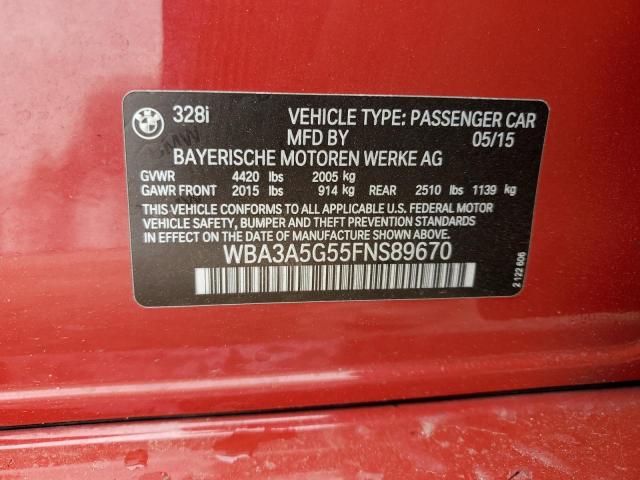 328i VEHICLE TYPE: PASSENGER CAR
MFD BY 05/15
BAYERISCHE MOTOREN WERKE AG
GVWR 4420 lbs 2005 kg
GAWR FRONT 2015 lbs 914 kg REAR 2510 lbs 1139 kg
THIS VEHICLE CONFORMS TO ALL APPLICABLE U.S. FEDERAL MOTOR
VEHICLE SAFETY, BUMPER AND THEFT PREVENTION STANDARDS IN
EFFECT ON THE DATE OF MANUFACTURE SHOWN ABOVE.
WBA3A5G55FNS89670
2 122 606